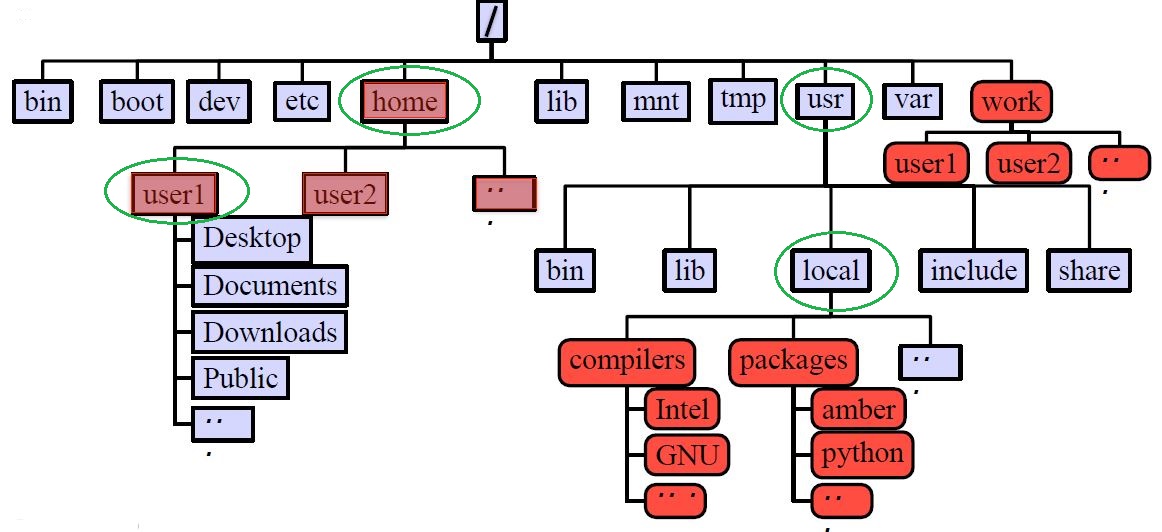 /
bin boot dev etc home lib mnt tmp usr var work
user1 user2 ...
user1 user2 ...
Desktop
Documents
Downloads
Public
...
bin lib local include share
compilers packages ...
Intel amber
GNU python
... ...